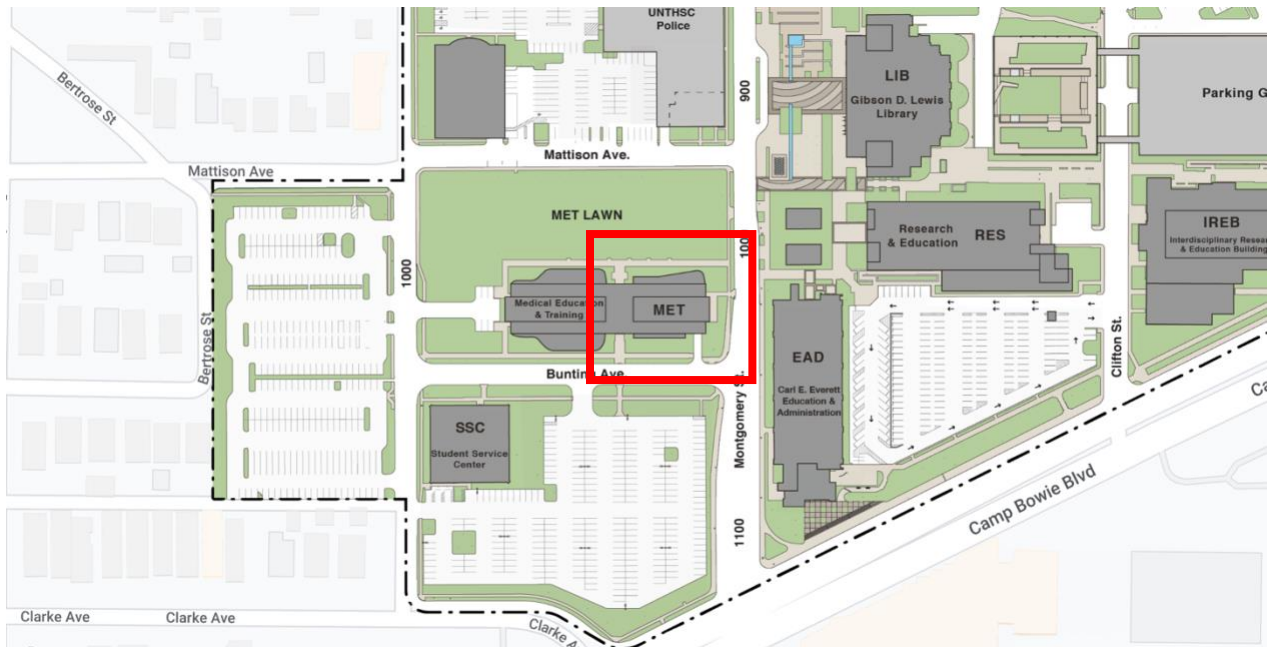 UNTHSC
Police
Bertrose St
900
LIB
Gibson D. Lewis
Library
Parking G
Mattison Ave.
Mattison Ave
MET LAWN
Research
& Education
RES
IREB
Interdisciplinary Resear
& Education Building
100
1000
Medical Education
& Training
MET
Bertrose St
EAD
Carl E. Everett
Education &
Administration
Clifton St.
Bunting Ave
Montgomery St.
Ca
SSC
Student Service
Center
Camp Bowie Blvd
1100
Clarke Ave
Clarke Ave
Clarke A